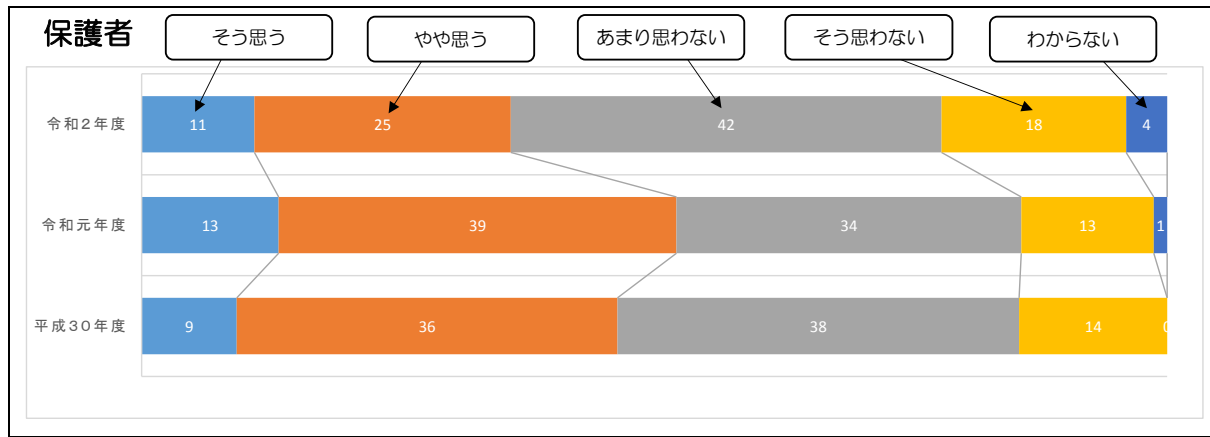 保護者
そう思う
やや思う
あまり思わない
そう思わない
わからない
令和2年度
11 25 42 18 4
令和元年度
13 39 34 13 1
平成30年度
9 36 38 14 0